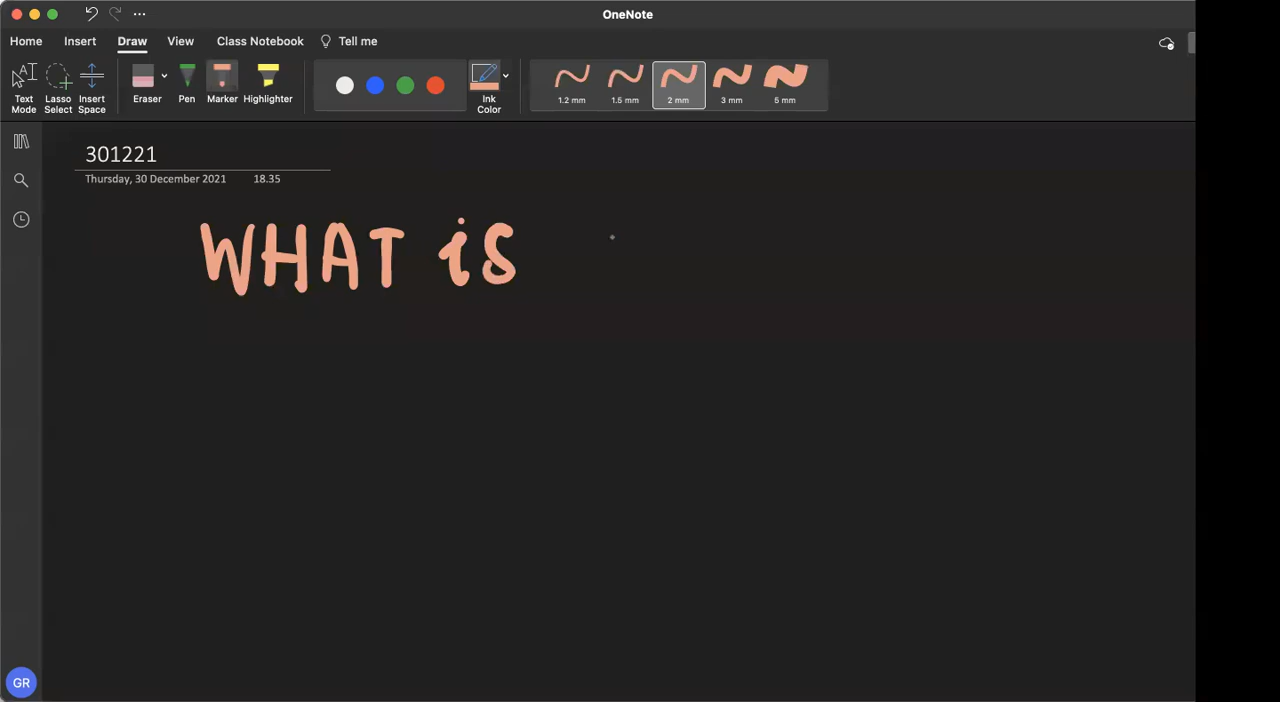 OneNote
Home Insert Draw View Class Notebook Tell me
Text Mode Lasso Select Insert Space Eraser Pen Marker Highlighter Ink Color 1.2 mm 1.5 mm 2 mm 3 mm 5 mm
301221
Thursday, 30 December 2021 18.35
WHAT is
GR